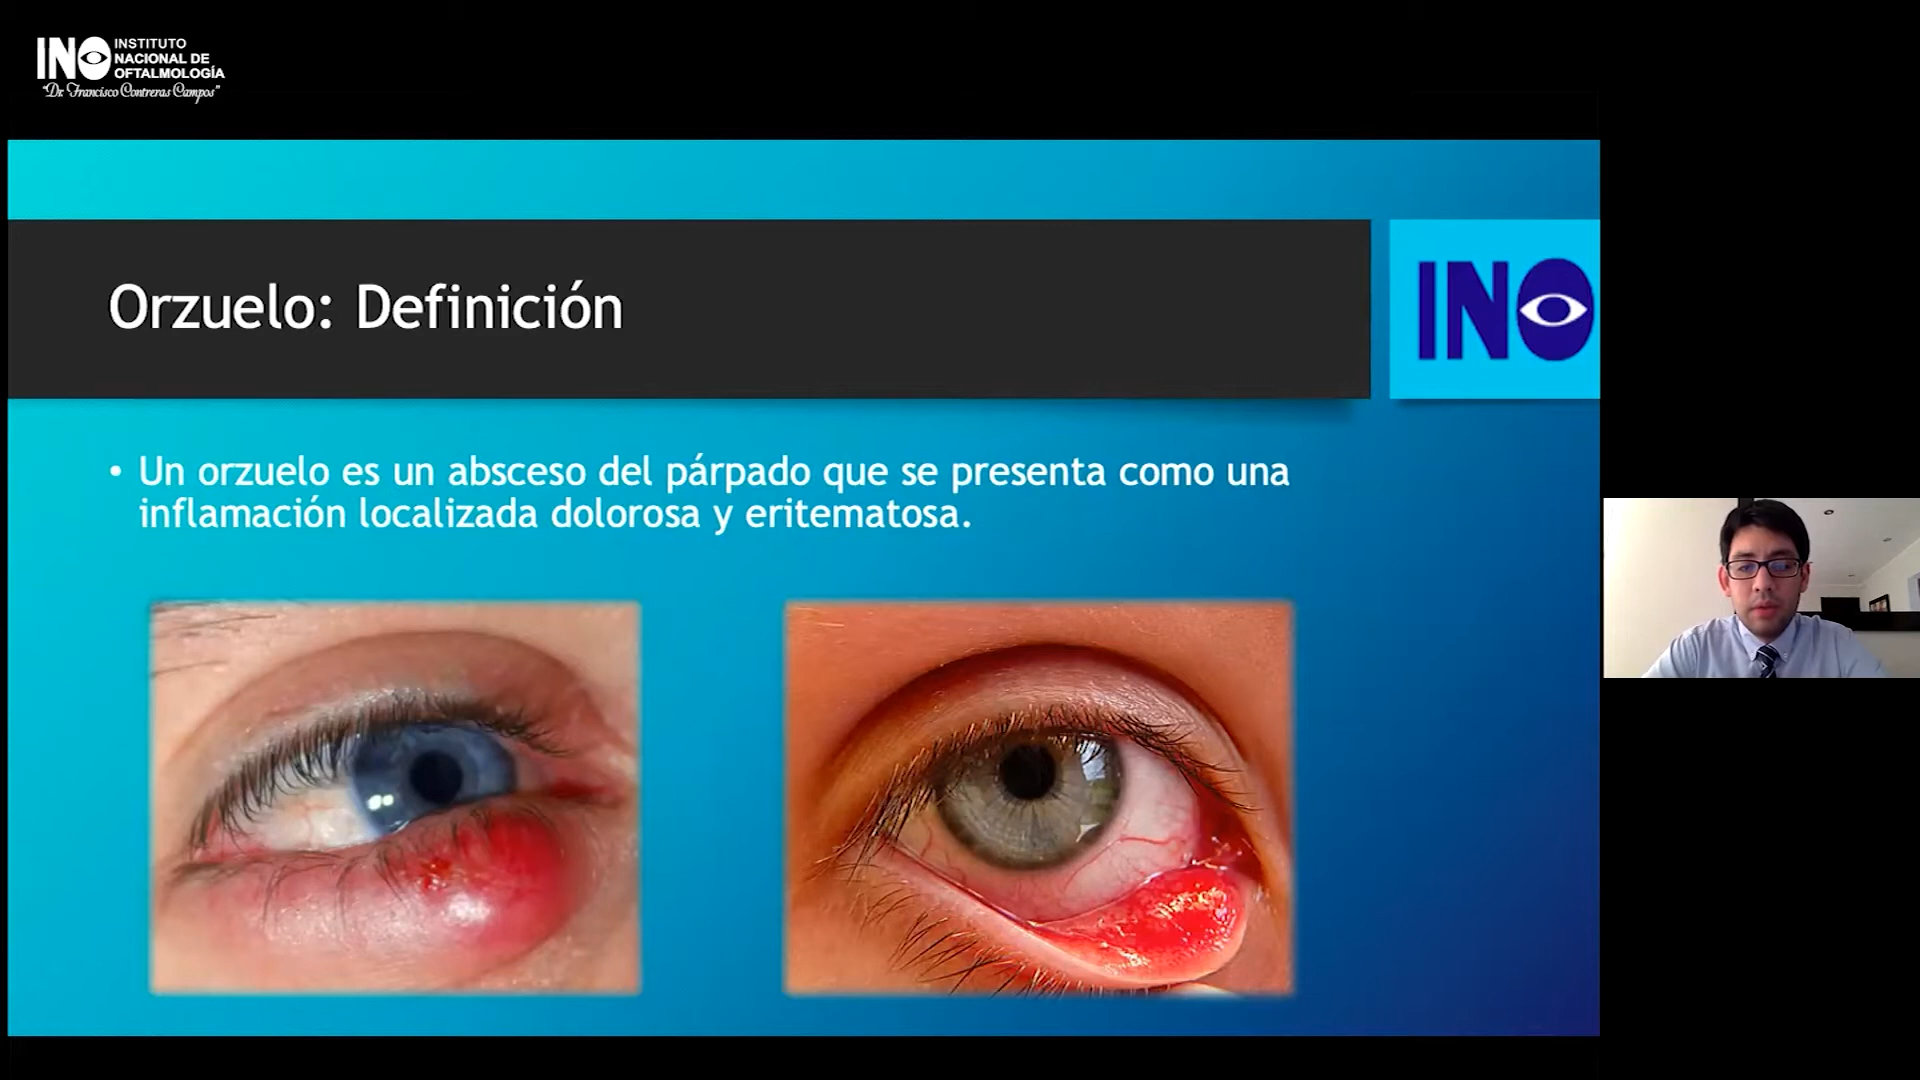 INO INSTITUTO
NACIONAL DE
OFTALMOLOGÍA
"Dr. Francisco Contreras Campos"
Orzuelo: Definición
INO
• Un orzuelo es un absceso del párpado que se presenta como una
inflamación localizada dolorosa y eritematosa.